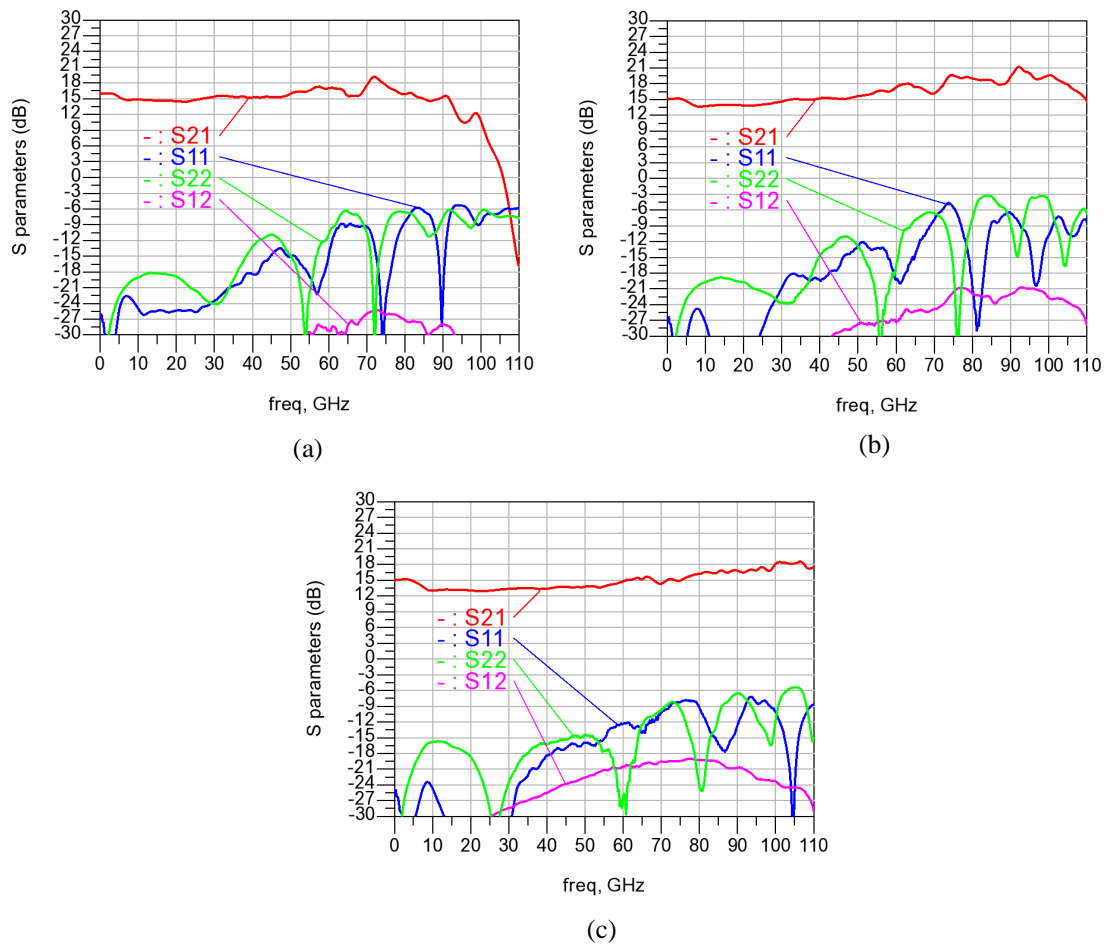 30
27
24
21
18
15
12
9
6
3
0
-3
-6
-9
-12
-15
-18
-21
-24
-27
-30
S parameters (dB)
- : S21
- : S11
- : S22
- : S12
0 10 20 30 40 50 60 70 80 90 100 110
freq, GHz
(a)
30
27
24
21
18
15
12
9
6
3
0
-3
-6
-9
-12
-15
-18
-21
-24
-27
-30
S parameters (dB)
- : S21
- : S11
- : S22
- : S12
0 10 20 30 40 50 60 70 80 90 100 110
freq, GHz
(b)
30
27
24
21
18
15
12
9
6
3
0
-3
-6
-9
-12
-15
-18
-21
-24
-27
-30
S parameters (dB)
- : S21
- : S11
- : S22
- : S12
0 10 20 30 40 50 60 70 80 90 100 110
freq, GHz
(c)